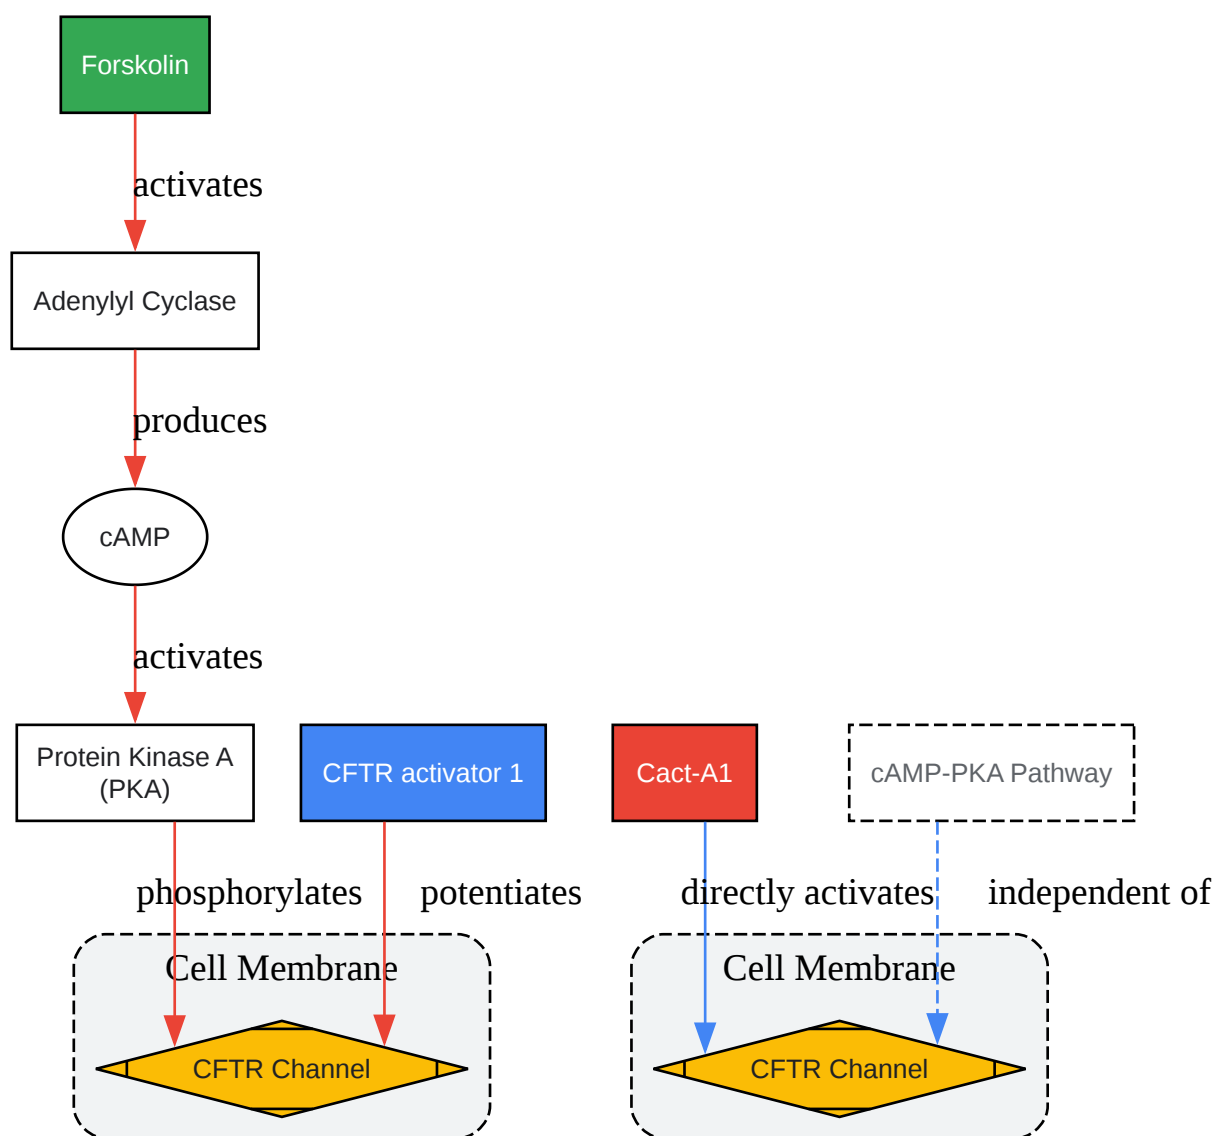 Forskolin
activates
Adenylyl Cyclase
produces
cAMP
activates
Protein Kinase A
(PKA)
CFTR activator 1
Cact-A1
cAMP-PKA Pathway
phosphorylates
potentiates
directly activates
independent of
Cell Membrane
Cell Membrane
CFTR Channel
CFTR Channel